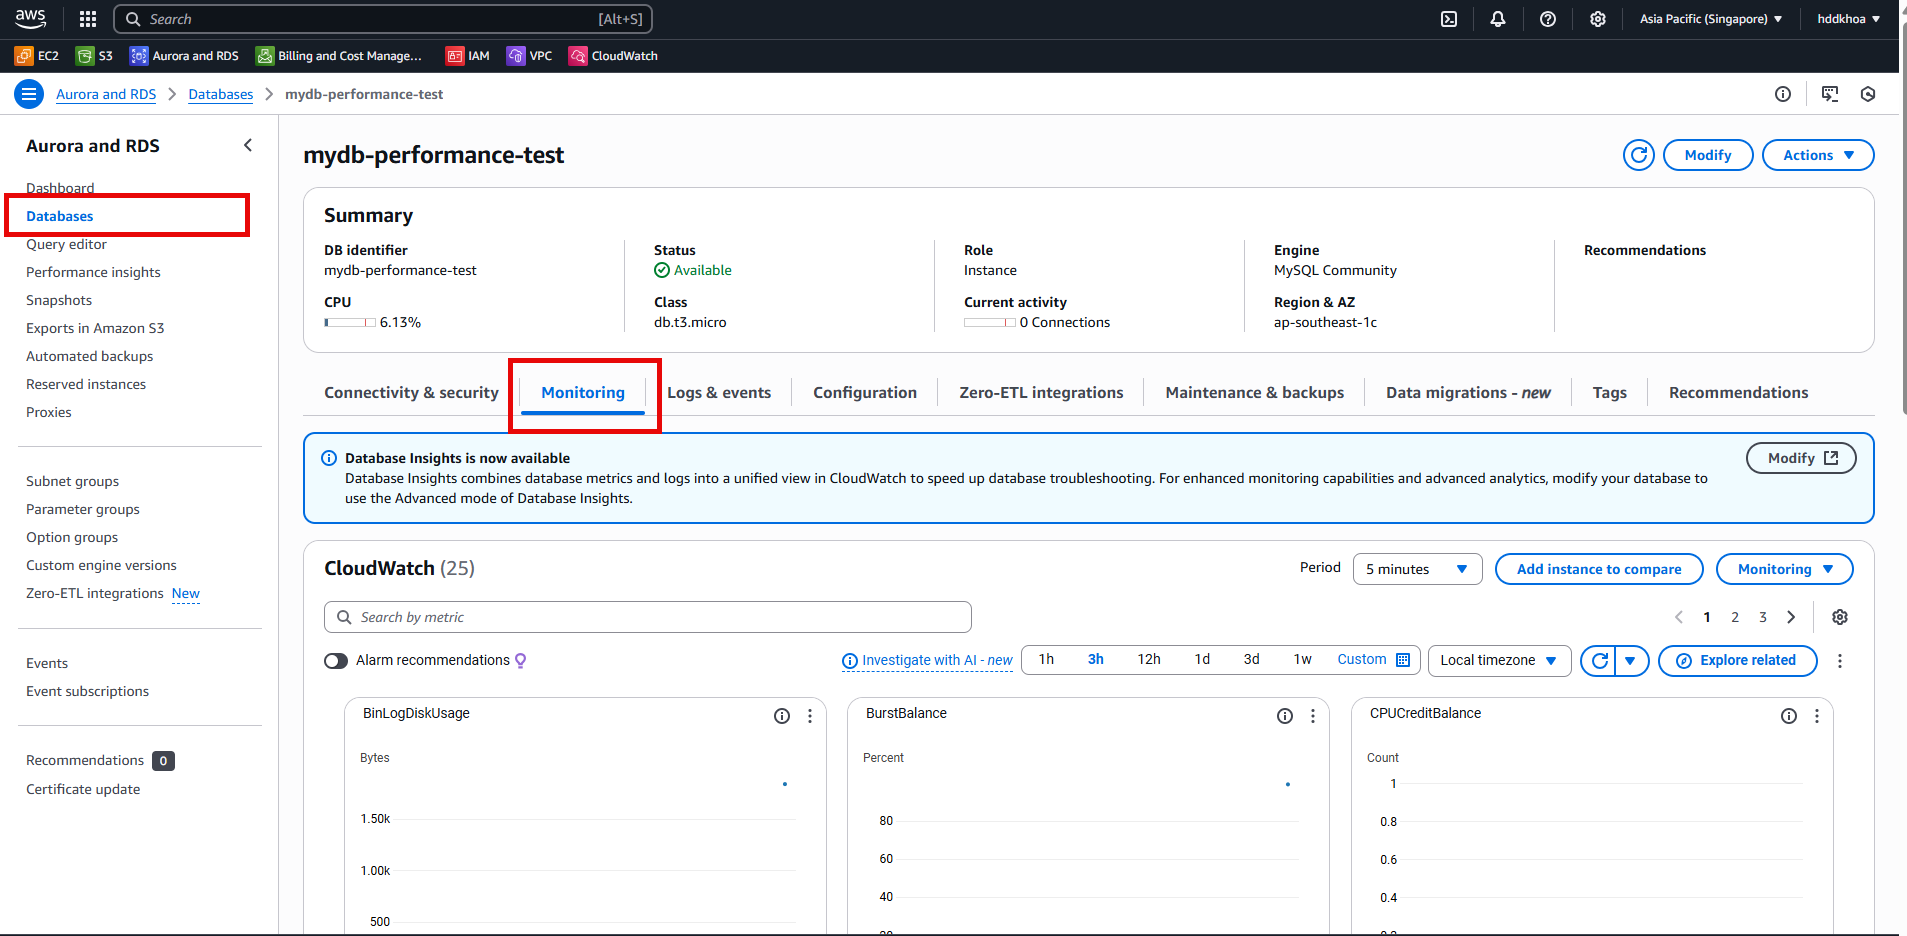 aws
Search [Alt+S]
Asia Pacific (Singapore) hddkhoa
EC2 S3 Aurora and RDS Billing and Cost Manage... IAM VPC CloudWatch
Aurora and RDS Databases mydb-performance-test
Aurora and RDS
Dashboard
Databases
Query editor
Performance insights
Snapshots
Exports in Amazon S3
Automated backups
Reserved instances
Proxies
Subnet groups
Parameter groups
Option groups
Custom engine versions
Zero-ETL integrations New
Events
Event subscriptions
Recommendations 0
Certificate update
mydb-performance-test
Modify Actions
Summary
DB identifier
mydb-performance-test
CPU
6.13%
Status
Available
Class
db.t3.micro
Role
Instance
Current activity
0 Connections
Engine
MySQL Community
Region & AZ
ap-southeast-1c
Recommendations
Connectivity & security Monitoring Logs & events Configuration Zero-ETL integrations Maintenance & backups Data migrations - new Tags Recommendations
Database Insights is now available
Database Insights combines database metrics and logs into a unified view in CloudWatch to speed up database troubleshooting. For enhanced monitoring capabilities and advanced analytics, modify your database to
use the Advanced mode of Database Insights.
Modify
CloudWatch (25)
Period 5 minutes Add instance to compare Monitoring
Search by metric
1 2 3
Alarm recommendations
Investigate with AI - new 1h 3h 12h 1d 3d 1w Custom Local timezone Explore related
BinLogDiskUsage
Bytes
1.50k
1.00k
500
BurstBalance
Percent
80
60
40
CPUCreditBalance
Count
1
0.8
0.6
0.4